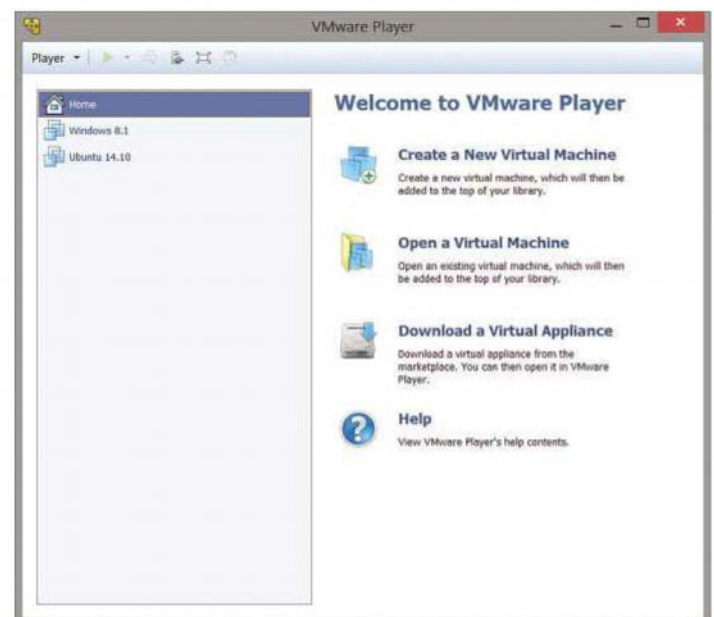 VMware Player
Player
Home
Windows 8.1
Ubuntu 14.10
Welcome to VMware Player
Create a New Virtual Machine
Create a new virtual machine, which will then be
added to the top of your library.
Open a Virtual Machine
Open an existing virtual machine, which will then
be added to the top of your library.
Download a Virtual Appliance
Download a virtual appliance from the
marketplace. You can then open it in VMware
Player.
Help
View VMware Player's help contents.